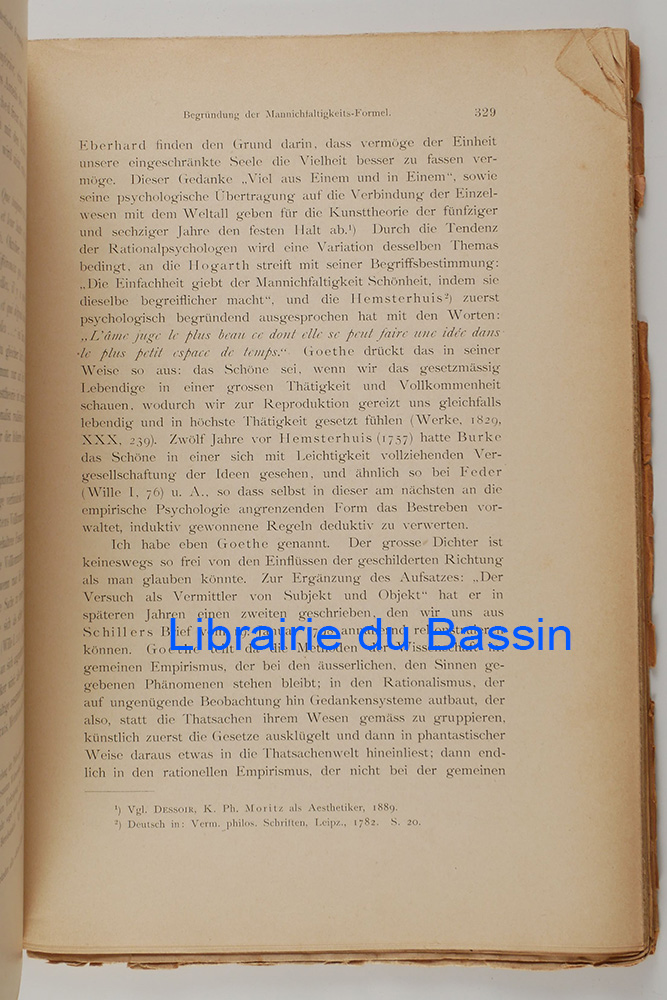 Begründung der Mannichfaltigkeits-Formel. 329
Eberhard finden den Grund darin, dass vermöge der Einheit
unsere eingeschränkte Seele die Vielheit besser zu fassen ver-
möge. Dieser Gedanke „Viel aus Einem und in Einem“, sowie
seine psychologische Übertragung auf die Verbindung der Einzel-
wesen mit dem Weltall geben für die Kunsttheorie der fünfziger
und sechziger Jahre den festen Halt ab.¹) Durch die Tendenz
der Rationalpsychologen wird eine Variation desselben Themas
bedingt, an die Hogarth streift mit seiner Begriffsbestimmung:
„Die Einfachheit giebt der Mannichfaltigkeit Schönheit, indem sie
dieselbe begreiflicher macht“, und die Hemsterhuis²) zuerst
psychologisch begründend ausgesprochen hat mit den Worten:
„L'âme juge le plus beau ce dont elle se peut faire une idée dans
le plus petit espace de temps.“ Goethe drückt das in seiner
Weise so aus: das Schöne sei, wenn wir das gesetzmässig
Lebendige in einer grossen Thätigkeit und Vollkommenheit
schauen, wodurch wir zur Reproduktion gereizt uns gleichfalls
lebendig und in höchste Thätigkeit gesetzt fühlen (Werke, 1829,
XXX, 239). Zwölf Jahre vor Hemsterhuis (1757) hatte Burke
das Schöne in einer sich mit Leichtigkeit vollziehenden Ver-
gesellschaftung der Ideen gesehen, und ähnlich so bei Feder
(Wille I, 76) u. A., so dass selbst in dieser am nächsten an die
empirische Psychologie angrenzenden Form das Bestreben vor-
waltet, induktiv gewonnene Regeln deduktiv zu verwerten.
Ich habe eben Goethe genannt. Der grosse Dichter ist
keineswegs so frei von den Einflüssen der geschilderten Richtung
als man glauben könnte. Zur Ergänzung des Aufsatzes: „Der
Versuch als Vermittler von Subjekt und Objekt“ hat er in
späteren Jahren einen zweiten geschrieben, den wir uns aus
Schillers Brief vom
Librairie du Bassin
können. Goethe die Methoden der
gemeinen Empirismus, der bei den äusserlichen, den Sinnen ge-
gebenen Phänomenen stehen bleibt; in den Rationalismus, der
auf ungenügende Beobachtung hin Gedankensysteme aufbaut, der
also, statt die Thatsachen ihrem Wesen gemäss zu gruppieren,
künstlich zuerst die Gesetze ausklügelt und dann in phantastischer
Weise daraus etwas in die Thatsachenwelt hineinliest; dann end-
lich in den rationellen Empirismus, der nicht bei der gemeinen
¹) Vgl. Dessoir, K. Ph. Moritz als Aesthetiker, 1889.
²) Deutsch in: Verm. philos. Schriften, Leipz., 1782. S. 20.